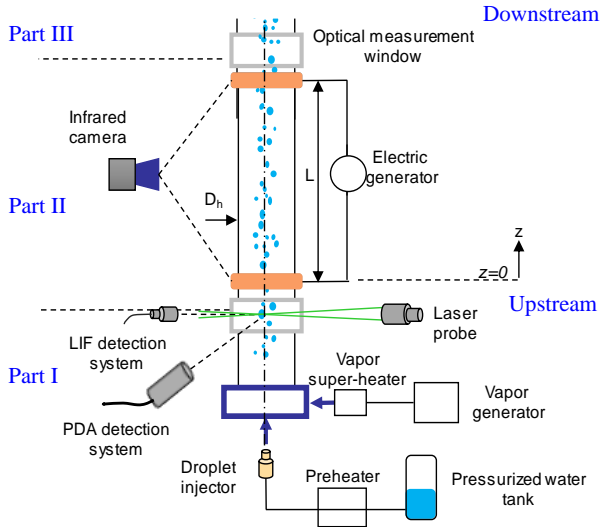 Downstream
Part III
Optical measurement
window
Infrared
camera
Electric
generator
L
Part II
D_h
z
z=0
Upstream
Laser
probe
LIF detection
system
Part I
Vapor
super-heater
Vapor
generator
PDA detection
system
Droplet
injector
Preheater
Pressurized water
tank